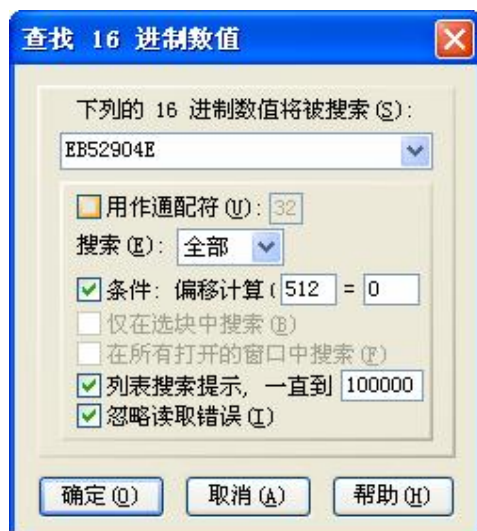 查找 16 进制数值
下列的 16 进制数值将被搜索(S):
EB52904E
用作通配符(U): 32
搜索(E): 全部
条件: 偏移计算( 512 = 0
仅在选块中搜索(B)
在所有打开的窗口中搜索(F)
列表搜索提示, 一直到 100000
忽略读取错误(I)
确定(O) 取消(A) 帮助(H)